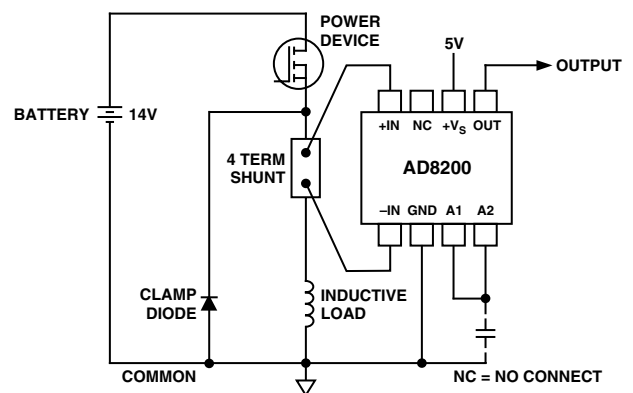 POWER
DEVICE
5V
OUTPUT
BATTERY
14V
+IN
NC
+VS
OUT
4 TERM
SHUNT
AD8200
–IN
GND
A1
A2
CLAMP
DIODE
INDUCTIVE
LOAD
COMMON
NC = NO CONNECT